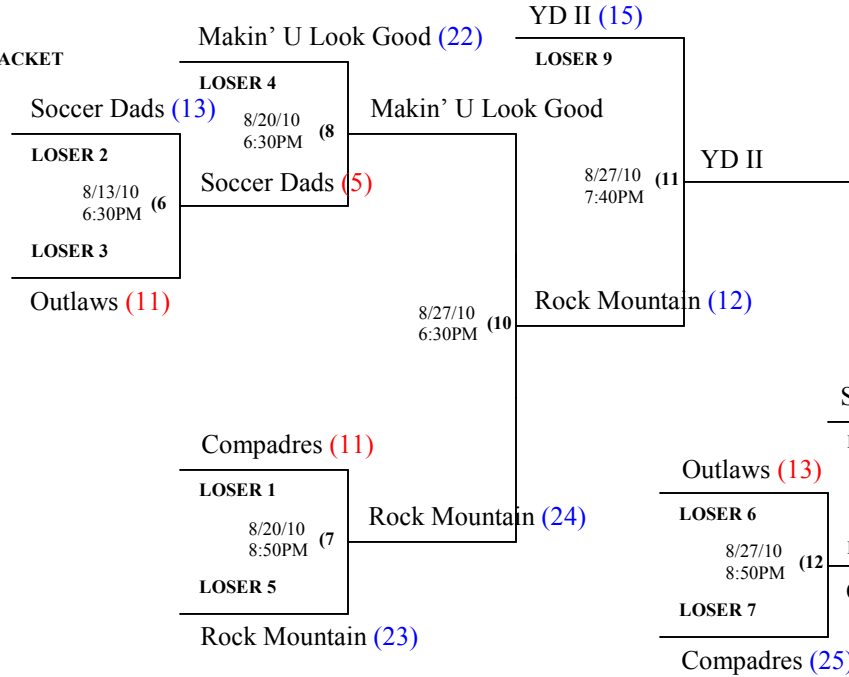 YD II (15)
Makin’ U Look Good (22)
LOSER 9
LOSER 4
Soccer Dads (13)
8/20/10
6:30PM
(8
Makin’ U Look Good
LOSER 2
YD II
8/27/10
7:40PM
(11
8/13/10
6:30PM
(6
Soccer Dads (5)
LOSER 3
Outlaws (11)
Rock Mountain (12)
8/27/10
6:30PM
(10
Compadres (11)
Outlaws (13)
LOSER 1
LOSER 6
Rock Mountain (24)
8/20/10
8:50PM
(7
8/27/10
8:50PM
(12
LOSER 5
LOSER 7
Rock Mountain (23)
Compadres (25)